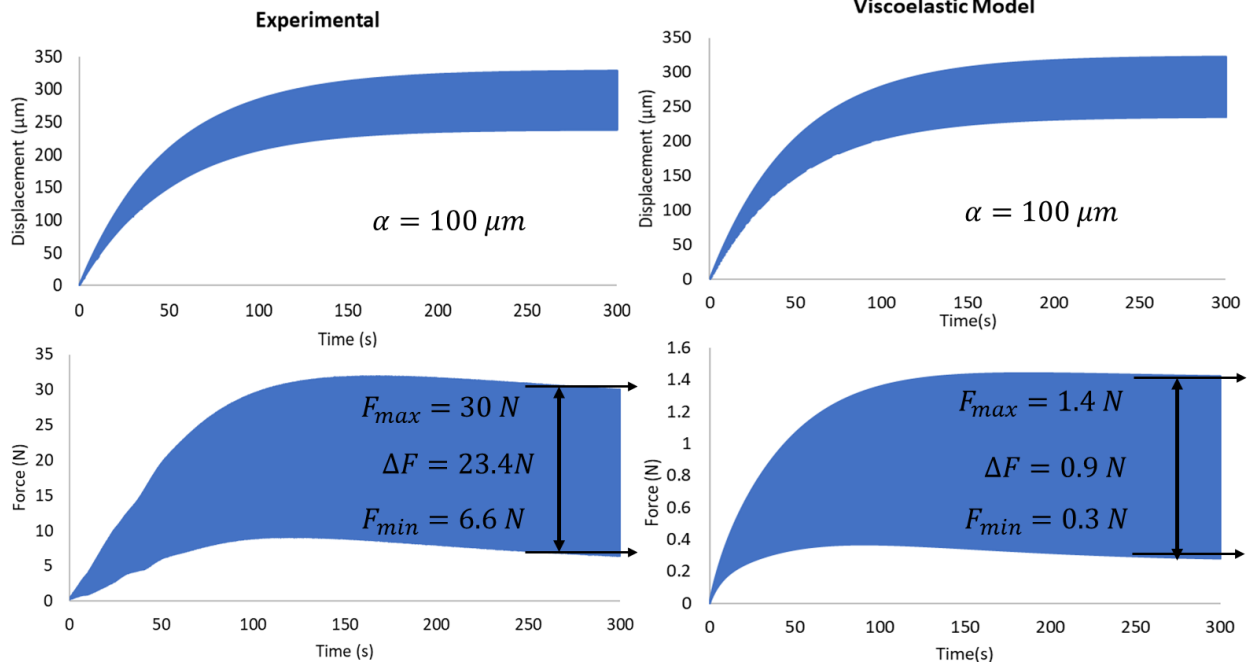 Experimental
Viscoelastic Model
Displacement (μm)
350
300
250
200
150
100
50
0
α = 100 μm
0 50 100 150 200 250 300
Time (s)
Displacement (μm)
350
300
250
200
150
100
50
0
α = 100 μm
0 50 100 150 200 250 300
Time(s)
Force (N)
35
30
25
20
15
10
5
0
F_max = 30 N
ΔF = 23.4N
F_min = 6.6 N
0 50 100 150 200 250 300
Time (s)
Force (N)
1.6
1.4
1.2
1
0.8
0.6
0.4
0.2
0
F_max = 1.4 N
ΔF = 0.9 N
F_min = 0.3 N
0 50 100 150 200 250 300
Time(s)